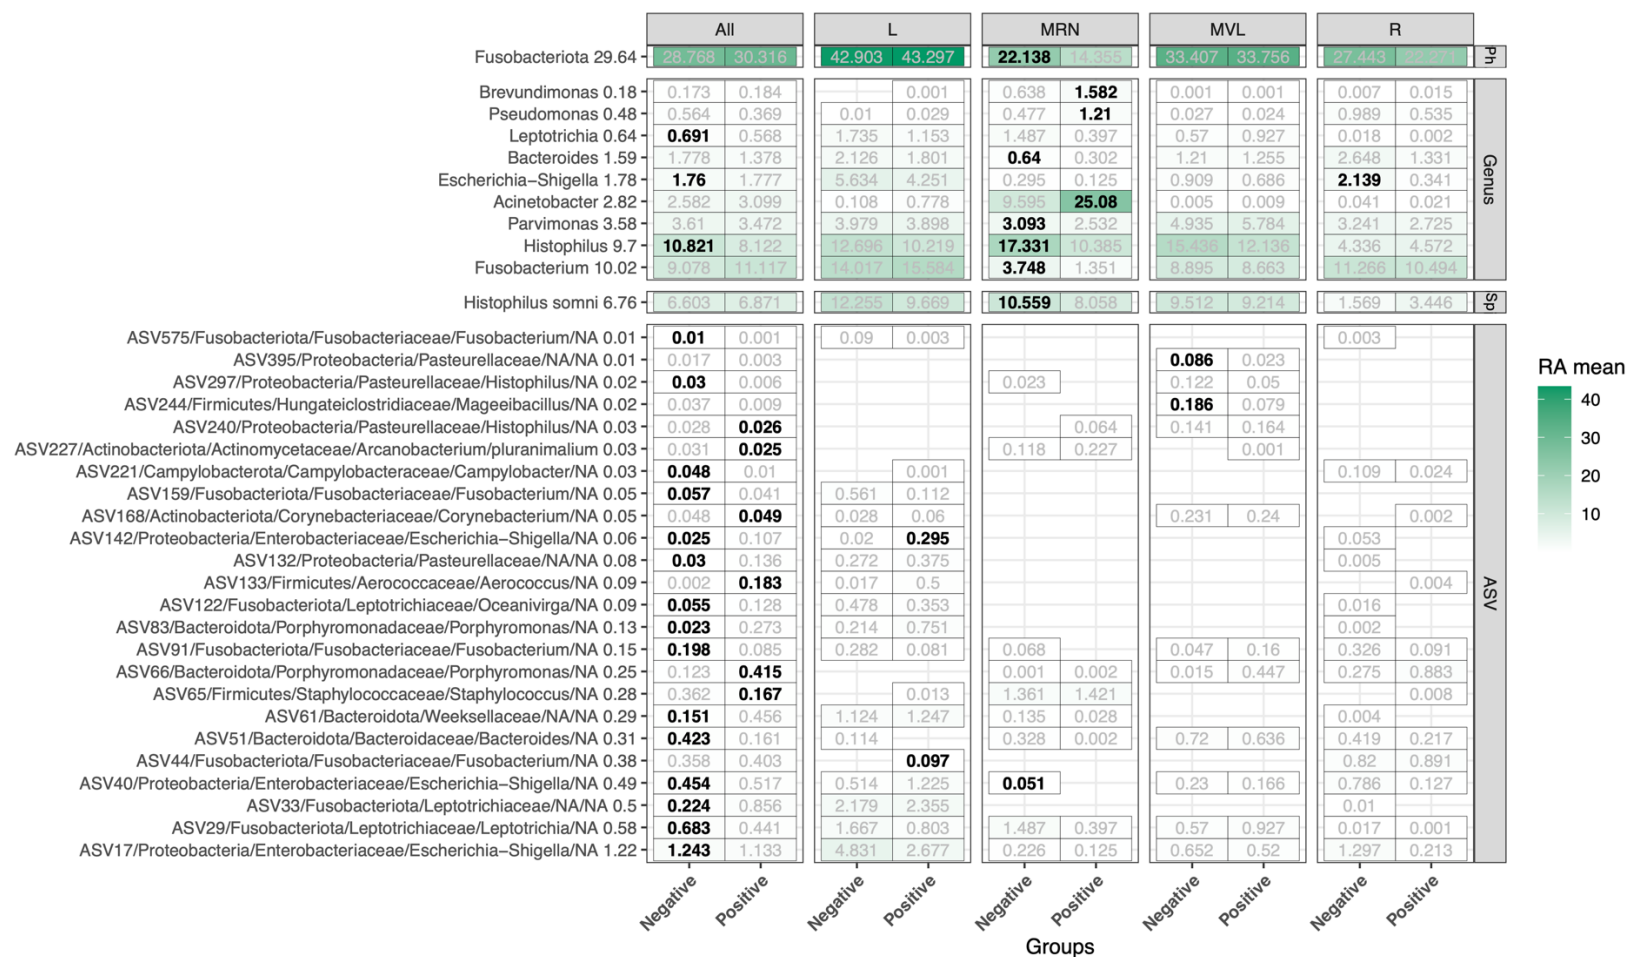 All L MRN MVL R
Fusobacteriota 29.64 28.768 30.316 42.903 43.297 22.138 14.355 33.407 33.756 27.443 Ph
Brevundimonas 0.18 0.173 0.184 0.001 0.638 1.582 0.001 0.001 0.007 0.015
Pseudomonas 0.48 0.564 0.369 0.01 0.029 0.477 1.21 0.027 0.024 0.989 0.535
Leptotrichia 0.64 0.691 0.568 1.735 1.153 1.487 0.397 0.57 0.927 0.018 0.002
Bacteroides 1.59 1.778 1.378 2.126 1.801 0.64 0.302 1.21 1.255 2.648 1.331
Escherichia−Shigella 1.78 1.76 1.777 5.634 4.251 0.295 0.125 0.909 0.686 2.139 0.341
Genus
Acinetobacter 2.82 2.582 3.099 0.108 0.778 9.595 25.08 0.005 0.009 0.041 0.021
Parvimonas 3.58 3.61 3.472 3.979 3.898 3.093 2.532 4.935 5.784 3.241 2.725
Histophilus 9.7 10.821 8.122 12.696 10.219 17.331 10.385 15.436 12.136 4.336 4.572
Fusobacterium 10.02 9.078 11.117 14.017 15.584 3.748 1.351 8.895 8.663 11.266 10.494
Histophilus somni 6.76 6.603 6.871 12.255 9.669 10.559 8.058 9.512 9.214 1.569 3.446 Sp
ASV575/Fusobacteriota/Fusobacteriaceae/Fusobacterium/NA 0.01 0.01 0.001 0.09 0.003 0.003
ASV395/Proteobacteria/Pasteurellaceae/NA/NA 0.01 0.017 0.003 0.086 0.023
ASV297/Proteobacteria/Pasteurellaceae/Histophilus/NA 0.02 0.03 0.006 0.023 0.122 0.05
ASV244/Firmicutes/Hungateiclostridiaceae/Mageeibacillus/NA 0.02 0.037 0.009 0.186 0.079
ASV240/Proteobacteria/Pasteurellaceae/Histophilus/NA 0.03 0.028 0.026 0.064 0.141 0.164
ASV227/Actinobacteriota/Actinomycetaceae/Arcanobacterium/pluranimalium 0.03 0.031 0.025 0.118 0.227 0.001
ASV221/Campylobacterota/Campylobacteraceae/Campylobacter/NA 0.03 0.048 0.01 0.001 0.109 0.024
ASV159/Fusobacteriota/Fusobacteriaceae/Fusobacterium/NA 0.05 0.057 0.041 0.561 0.112
ASV168/Actinobacteriota/Corynebacteriaceae/Corynebacterium/NA 0.05 0.048 0.049 0.028 0.06 0.231 0.24 0.002
ASV142/Proteobacteria/Enterobacteriaceae/Escherichia−Shigella/NA 0.06 0.025 0.107 0.02 0.295 0.053
ASV132/Proteobacteria/Pasteurellaceae/NA/NA 0.08 0.03 0.136 0.272 0.375 0.005
ASV133/Firmicutes/Aerococcaceae/Aerococcus/NA 0.09 0.002 0.183 0.017 0.5 0.004
ASV
ASV122/Fusobacteriota/Leptotrichiaceae/Oceanivirga/NA 0.09 0.055 0.128 0.478 0.353 0.016
ASV83/Bacteroidota/Porphyromonadaceae/Porphyromonas/NA 0.13 0.023 0.273 0.214 0.751 0.002
ASV91/Fusobacteriota/Fusobacteriaceae/Fusobacterium/NA 0.15 0.198 0.085 0.282 0.081 0.068 0.047 0.16 0.326 0.091
ASV66/Bacteroidota/Porphyromonadaceae/Porphyromonas/NA 0.25 0.123 0.415 0.001 0.002 0.015 0.447 0.275 0.883
ASV65/Firmicutes/Staphylococcaceae/Staphylococcus/NA 0.28 0.362 0.167 0.013 1.361 1.421 0.008
ASV61/Bacteroidota/Weeksellaceae/NA/NA 0.29 0.151 0.456 1.124 1.247 0.135 0.028 0.004
ASV51/Bacteroidota/Bacteroidaceae/Bacteroides/NA 0.31 0.423 0.161 0.114 0.328 0.002 0.72 0.636 0.419 0.217
ASV44/Fusobacteriota/Fusobacteriaceae/Fusobacterium/NA 0.38 0.358 0.403 0.097 0.82 0.891
ASV40/Proteobacteria/Enterobacteriaceae/Escherichia−Shigella/NA 0.49 0.454 0.517 0.514 1.225 0.051 0.23 0.166 0.786 0.127
ASV33/Fusobacteriota/Leptotrichiaceae/NA/NA 0.5 0.224 0.856 2.179 2.355 0.01
ASV29/Fusobacteriota/Leptotrichiaceae/Leptotrichia/NA 0.58 0.683 0.441 1.667 0.803 1.487 0.397 0.57 0.927 0.017 0.001
ASV17/Proteobacteria/Enterobacteriaceae/Escherichia−Shigella/NA 1.22 1.243 1.133 4.831 2.677 0.226 0.125 0.652 0.52 1.297 0.213
Negative Positive Negative Positive Negative Positive Negative Positive Negative Positive
Groups
RA mean
40
30
20
10